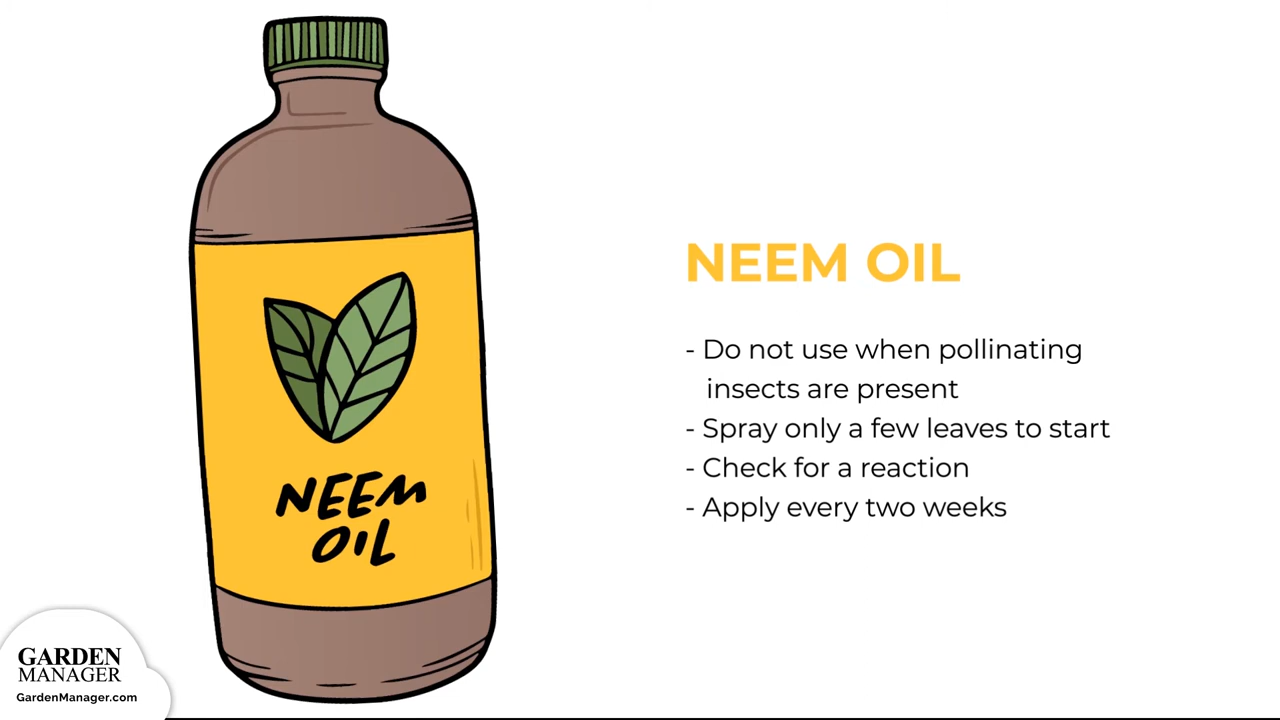 NEEM OIL
- Do not use when pollinating
insects are present
- Spray only a few leaves to start
- Check for a reaction
- Apply every two weeks
NEEM
OIL
GARDEN
MANAGER
GardenManager.com